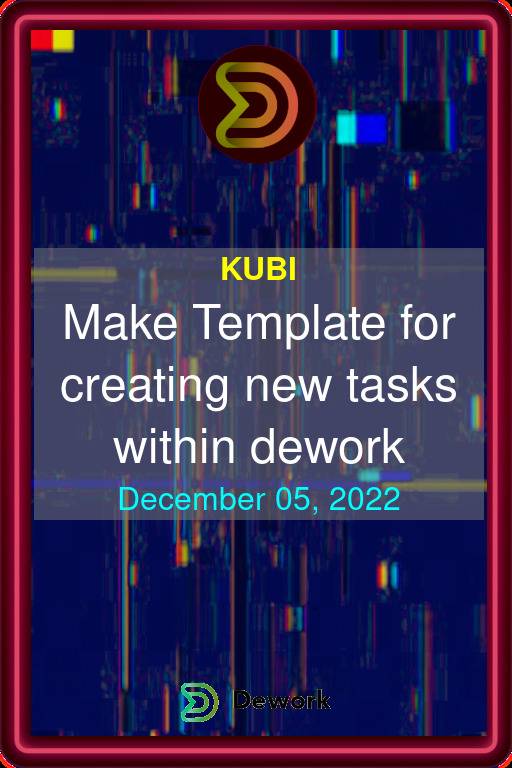 KUBI
Make Template for
creating new tasks
within dework
December 05, 2022
Dework